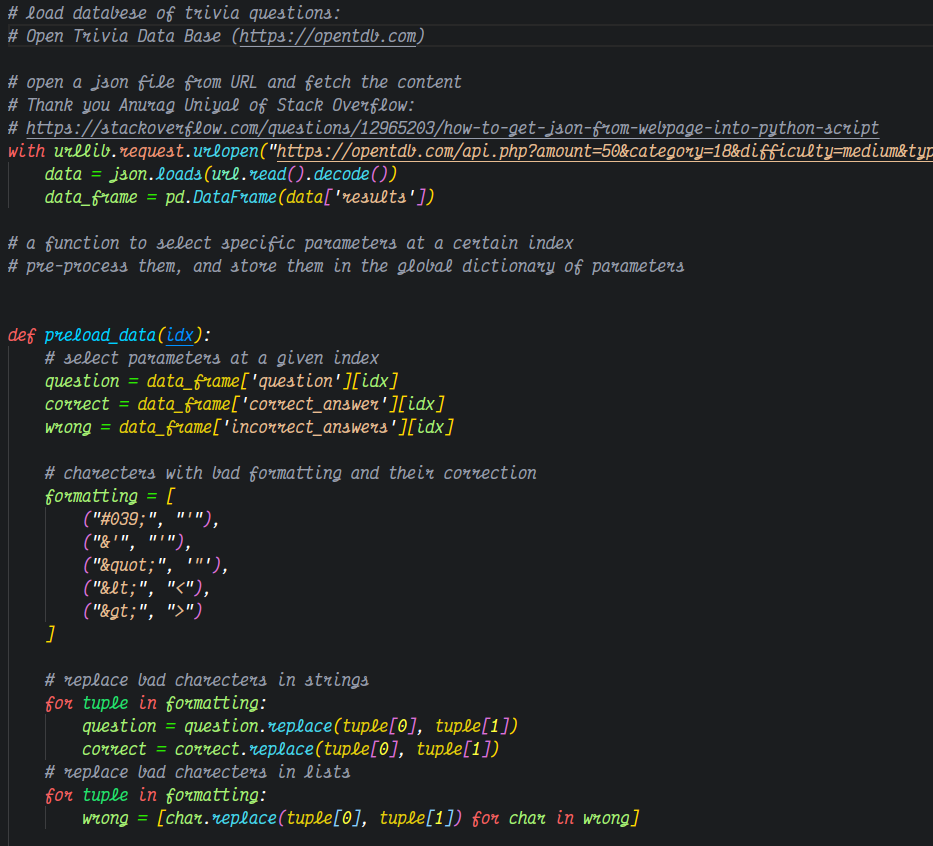 # load databese of trivia questions:
# Open Trivia Data Base (https://opentdb.com)
# open a json file from URL and fetch the content
# Thank you Anurag Uniyal of Stack Overflow:
# https://stackoverflow.com/questions/12965203/how-to-get-json-from-webpage-into-python-script
with urllib.request.urlopen("https://opentdb.com/api.php?amount=50&category=18&difficulty=medium&typ
    data = json.loads(url.read().decode())
    data_frame = pd.DataFrame(data['results'])
# a function to select specific parameters at a certain index
# pre-process them, and store them in the global dictionary of parameters
def preload_data(idx):
    # select parameters at a given index
    question = data_frame['question'][idx]
    correct = data_frame['correct_answer'][idx]
    wrong = data_frame['incorrect_answers'][idx]
    # charecters with bad formatting and their correction
    formatting = [
        ("#039;", "'"),
        ("&'", "'"),
        ("&quot;", '"'),
        ("&lt;", "<"),
        ("&gt;", ">")
    ]
    # replace bad charecters in strings
    for tuple in formatting:
        question = question.replace(tuple[0], tuple[1])
        correct = correct.replace(tuple[0], tuple[1])
    # replace bad charecters in lists
    for tuple in formatting:
        wrong = [char.replace(tuple[0], tuple[1]) for char in wrong]